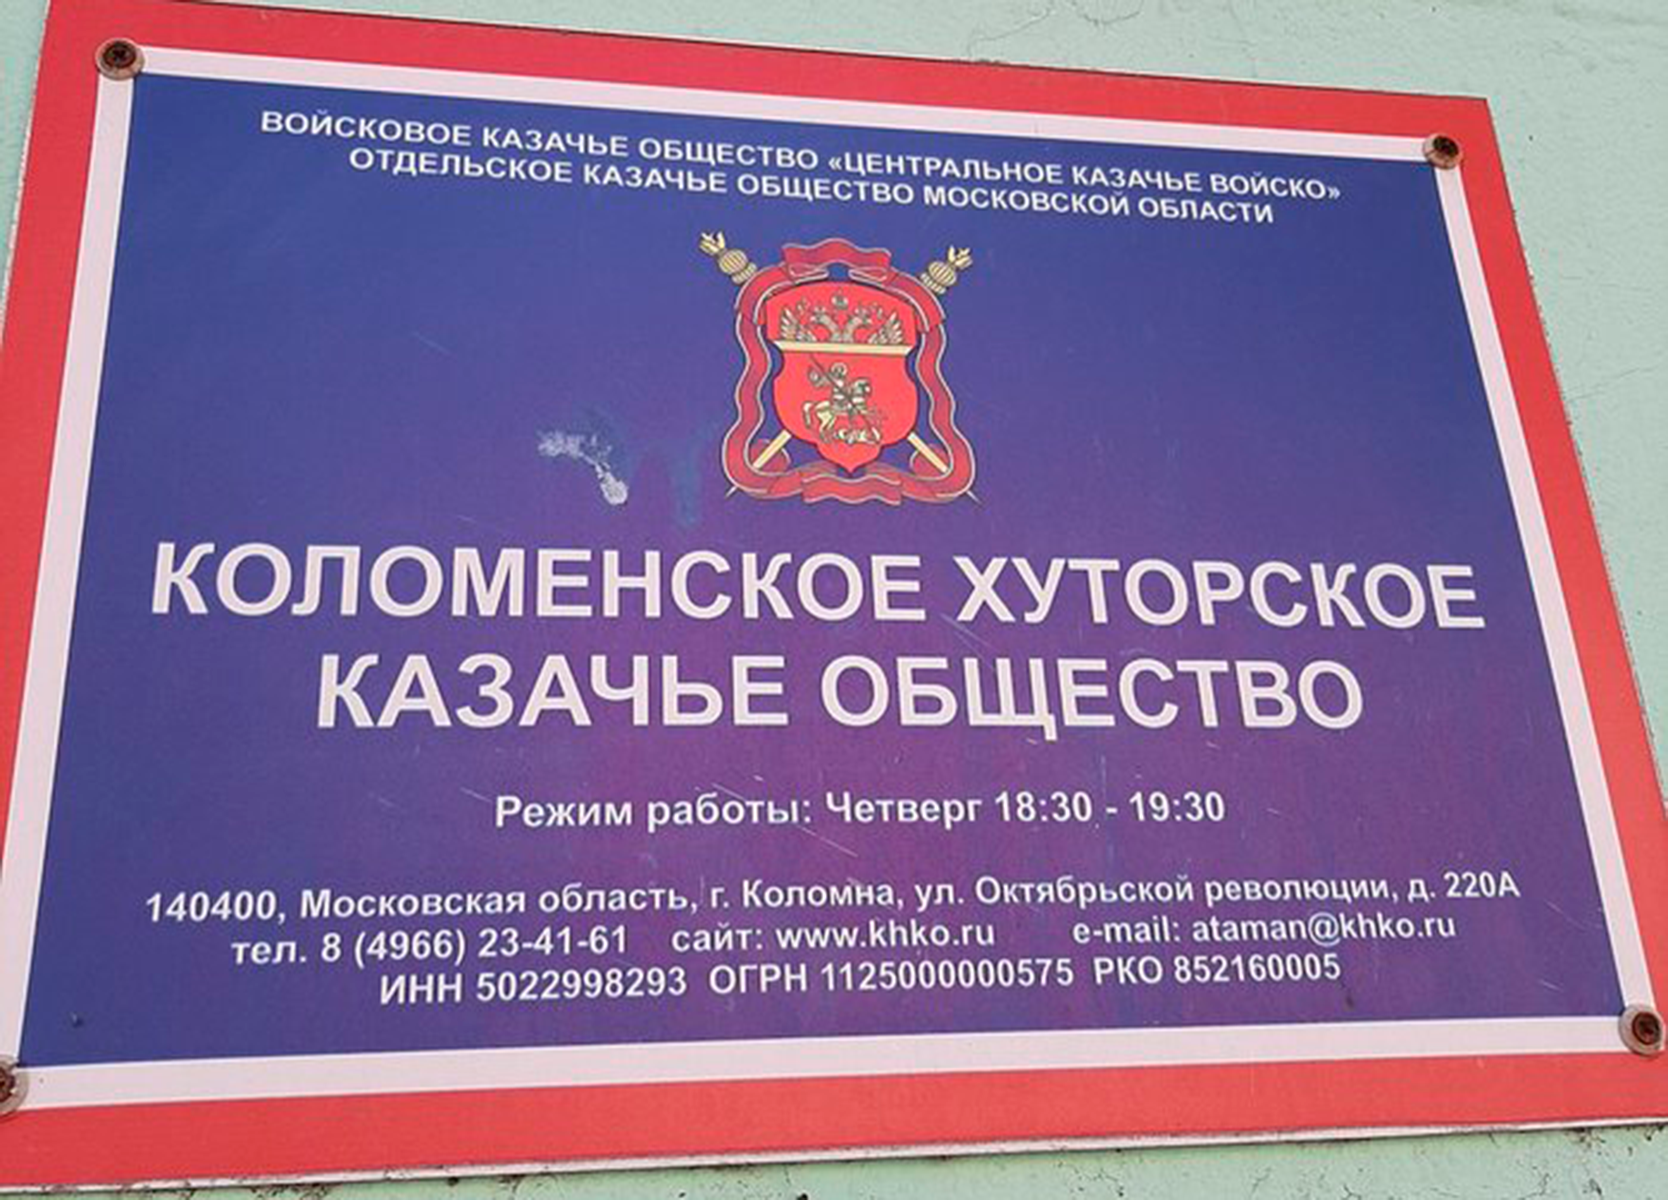 ВОЙСКОВОЕ КАЗАЧЬЕ ОБЩЕСТВО «ЦЕНТРАЛЬНОЕ КАЗАЧЬЕ ВОЙСКО»
ОТДЕЛЬСКОЕ КАЗАЧЬЕ ОБЩЕСТВО МОСКОВСКОЙ ОБЛАСТИ
КОЛОМЕНСКОЕ ХУТОРСКОЕ
КАЗАЧЬЕ ОБЩЕСТВО
Режим работы: Четверг 18:30 - 19:30
140400, Московская область, г. Коломна, ул. Октябрьской революции, д. 220А
тел. 8 (4966) 23-41-61 сайт: www.khko.ru e-mail: ataman@khko.ru
ИНН 5022998293 ОГРН 1125000000575 РКО 852160005